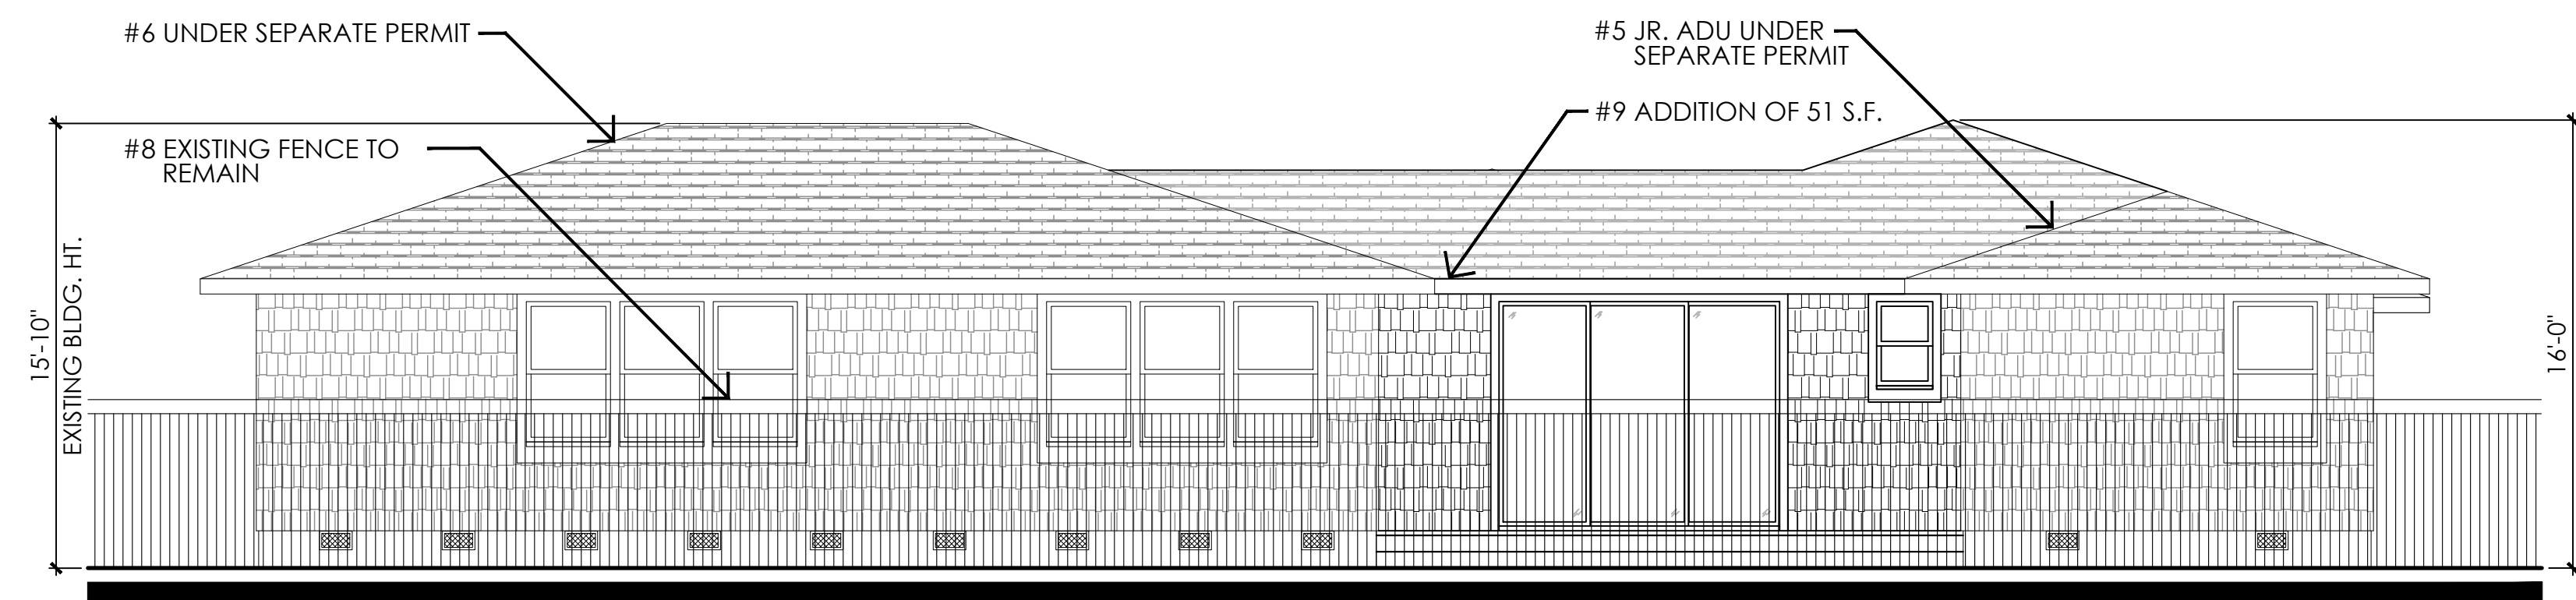 #6 UNDER SEPARATE PERMIT
#8 EXISTING FENCE TO
REMAIN
#5 JR. ADU UNDER
SEPARATE PERMIT
#9 ADDITION OF 51 S.F.
15'-10"
EXISTING BLDG. HT.
16'-0"